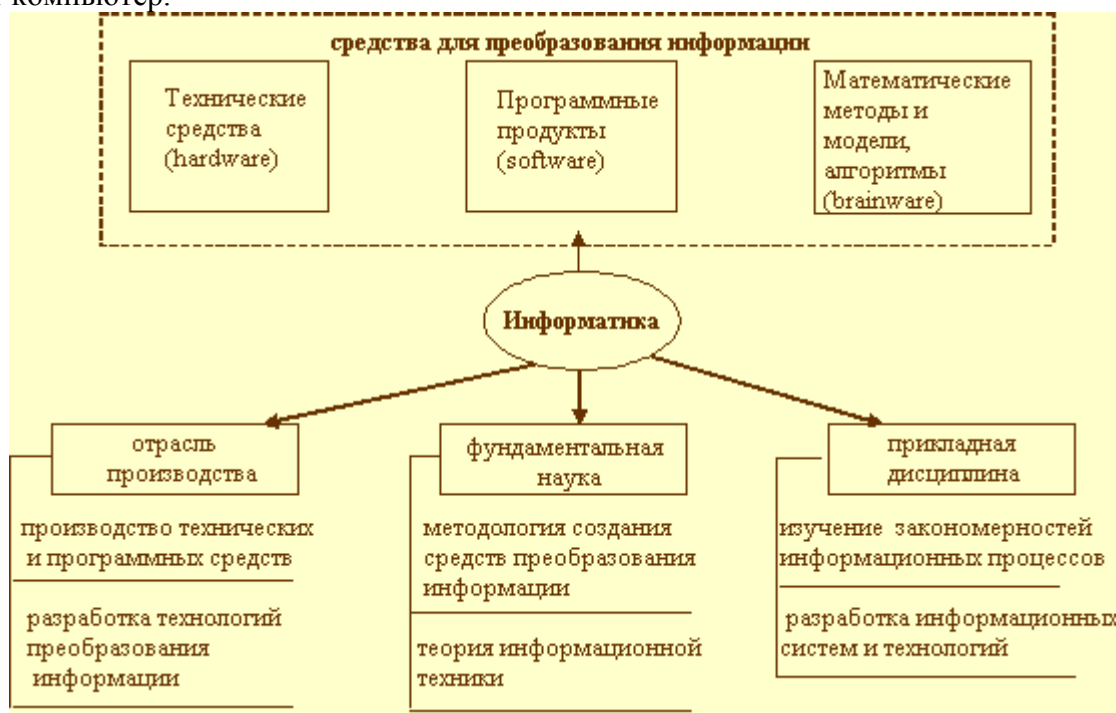 компьютер.
средства для преобразования информации
Технические
средства
(hardware)
Программные
продукты
(software)
Математические
методы и
модели,
алгоритмы
(brainware)
Информатика
отрасль
производства
фундаментальная
наука
прикладная
дисциплина
производство технических
и программных средств
разработка технологий
преобразования
информации
методология создания
средств преобразования
информации
теория информационной
техники
изучение закономерностей
информационных процессов
разработка информационных
систем и технологий